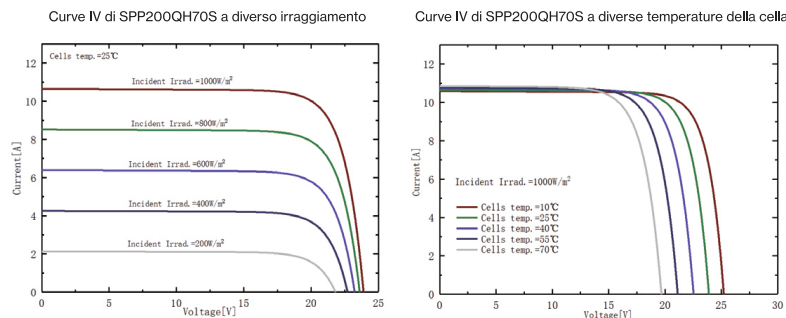 Curve IV di SPP200QH70S a diverso irraggiamento
Cells temp.=25℃
Incident Irrad.=1000W/m²
Incident Irrad.=800W/m²
Incident Irrad.=600W/m²
Incident Irrad.=400W/m²
Incident Irrad.=200W/m²
Current[A]
12
10
8
6
4
2
0
0 5 10 15 20 25
Voltage[V]
Curve IV di SPP200QH70S a diverse temperature della cella
Incident Irrad.=1000W/m²
Cells temp.=10℃
Cells temp.=25℃
Cells temp.=40℃
Cells temp.=55℃
Cells temp.=70℃
Current[A]
12
10
8
6
4
2
0
0 5 10 15 20 25 30
Voltage[V]